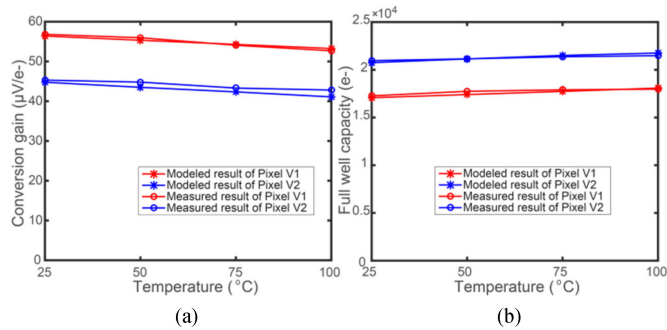 60
50
40
30
20
10
0
Conversion gain (μV/e-)
Modeled result of Pixel V1
Modeled result of Pixel V2
Measured result of Pixel V1
Measured result of Pixel V2
25 50 75 100
Temperature (°C)
(a)
2.5 x10⁴
2
1.5
1
0.5
0
Full well capacity (e-)
Modeled result of Pixel V1
Modeled result of Pixel V2
Measured result of Pixel V1
Measured result of Pixel V2
25 50 75 100
Temperature (°C)
(b)